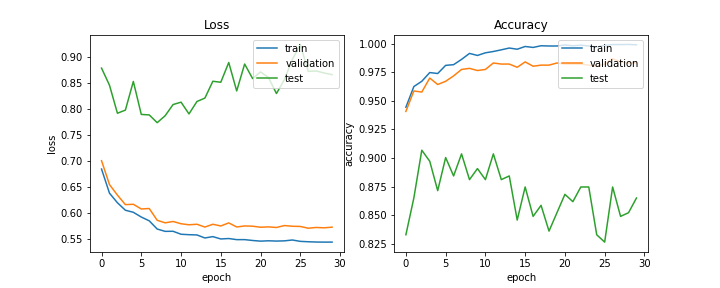 Loss
train
validation
test
0.90
0.85
0.80
0.75
0.70
0.65
0.60
0.55
loss
0 5 10 15 20 25 30
epoch
Accuracy
train
validation
test
1.000
0.975
0.950
0.925
0.900
0.875
0.850
0.825
accuracy
0 5 10 15 20 25 30
epoch